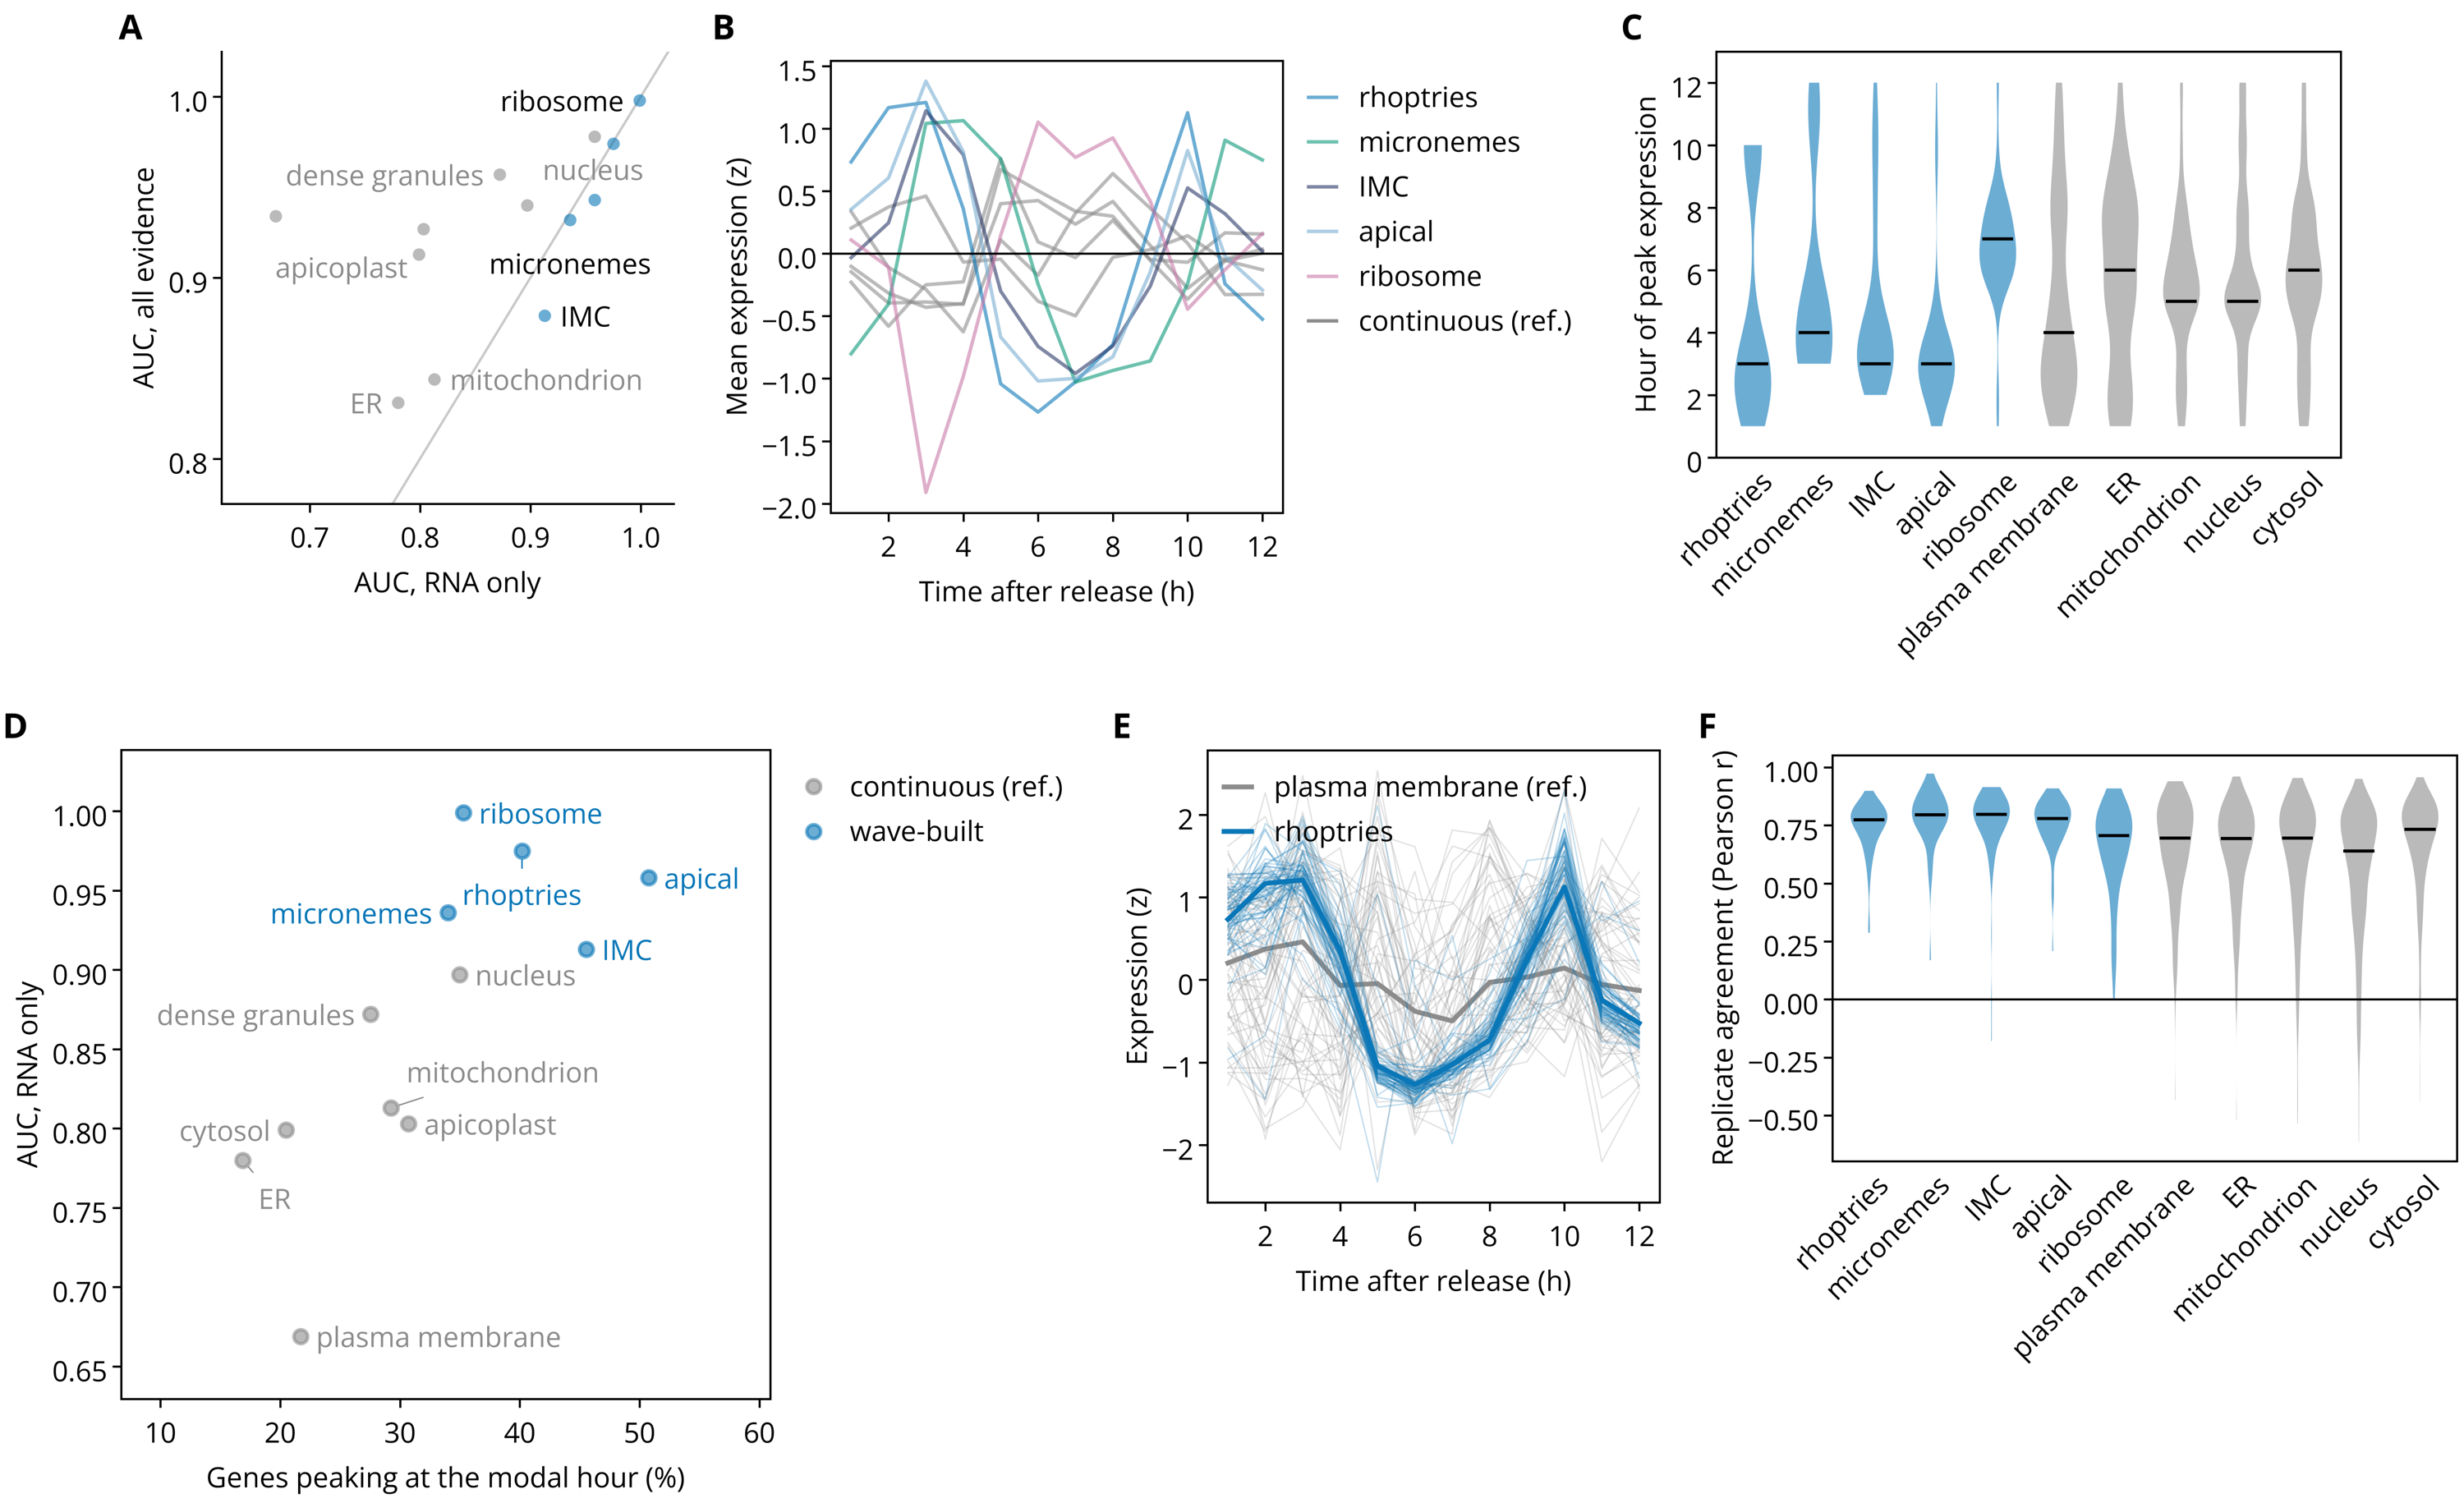 A
1.0
0.9
0.8
0.7
0.8
0.9
1.0
AUC, all evidence
AUC, RNA only
ribosome
nucleus
dense granules
apicoplast
micronemes
IMC
mitochondrion
ER
B
1.5
1.0
0.5
0.0
−0.5
−1.0
−1.5
−2.0
2
4
6
8
10
12
Mean expression (z)
Time after release (h)
rhoptries
micronemes
IMC
apical
ribosome
continuous (ref.)
C
12
10
8
6
4
2
0
Hour of peak expression
rhoptries
micronemes
IMC
apical
ribosome
plasma membrane
ER
mitochondrion
nucleus
cytosol
D
1.00
0.95
0.90
0.85
0.80
0.75
0.70
0.65
10
20
30
40
50
60
AUC, RNA only
Genes peaking at the modal hour (%)
ribosome
rhoptries
apical
micronemes
IMC
nucleus
dense granules
mitochondrion
apicoplast
cytosol
ER
plasma membrane
continuous (ref.)
wave-built
E
2
1
0
−1
−2
2
4
6
8
10
12
Expression (z)
Time after release (h)
plasma membrane (ref.)
rhoptries
F
1.00
0.75
0.50
0.25
0.00
−0.25
−0.50
Replicate agreement (Pearson r)
rhoptries
micronemes
IMC
apical
ribosome
plasma membrane
ER
mitochondrion
nucleus
cytosol